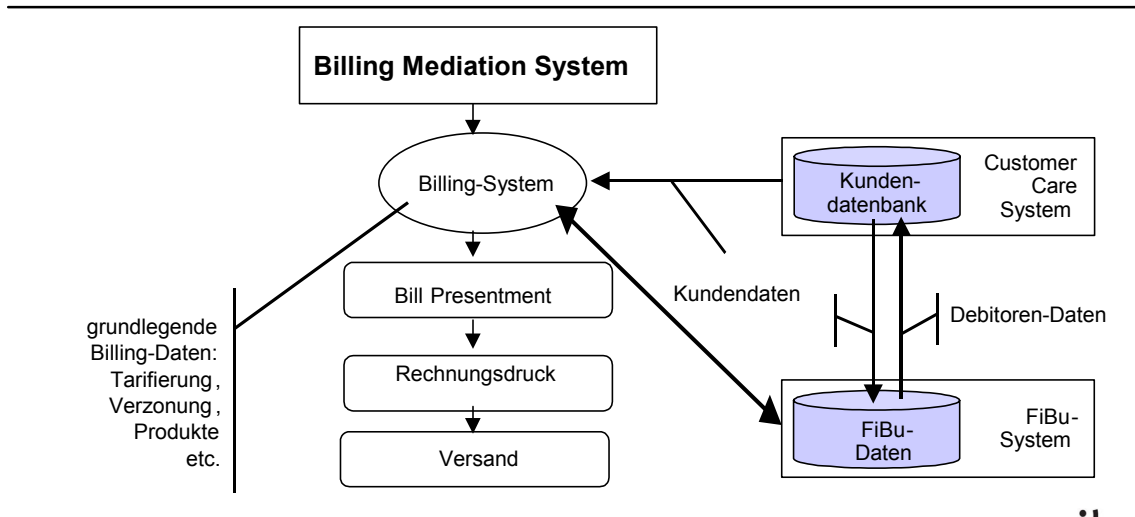 Billing Mediation System
Billing-System
Kunden-
datenbank
Customer
Care
System
Bill Presentment
Kundendaten
Debitoren-Daten
grundlegende
Billing-Daten:
Tarifierung,
Verzonung,
Produkte
etc.
Rechnungsdruck
Versand
FiBu-
Daten
FiBu-
System